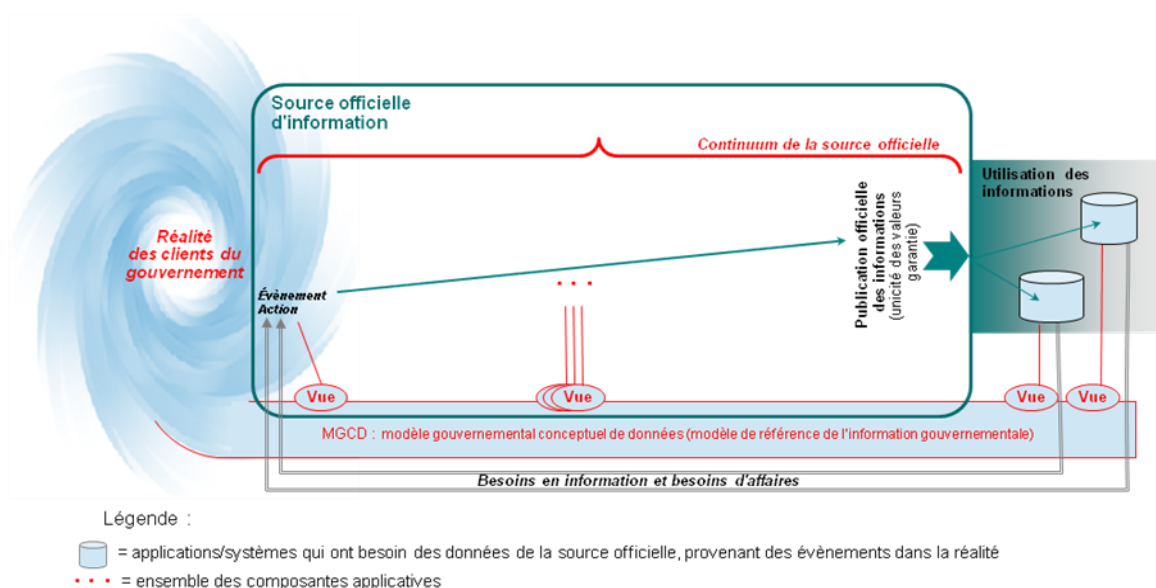 Source officielle
d'information
Continuum de la source officielle
Utilisation des
informations
Réalité
des clients du
gouvernement
Évènement
Action
. . .
Publication officielle
des informations
(unicité des valeurs
garantie)
Vue
Vue
Vue
Vue
MGCD : modèle gouvernemental conceptuel de données (modèle de référence de l'information gouvernementale)
Besoins en information et besoins d'affaires
Légende :
= applications/systèmes qui ont besoin des données de la source officielle, provenant des évènements dans la réalité
. . . = ensemble des composantes applicatives